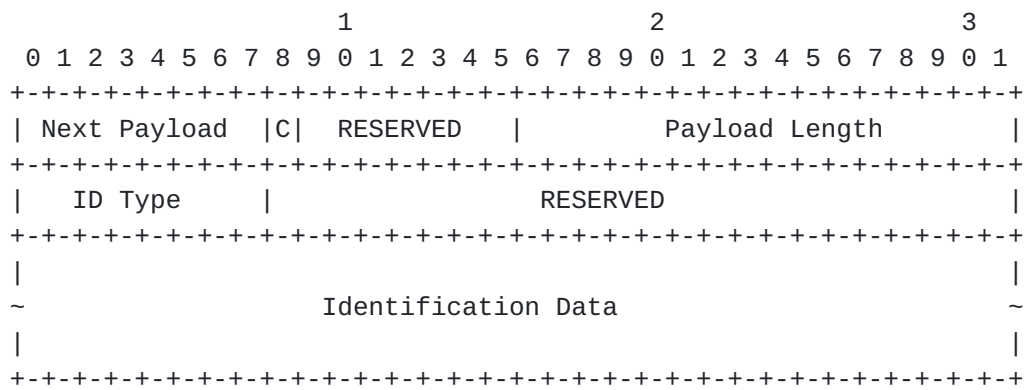 1                   2                   3
 0 1 2 3 4 5 6 7 8 9 0 1 2 3 4 5 6 7 8 9 0 1 2 3 4 5 6 7 8 9 0 1
+-+-+-+-+-+-+-+-+-+-+-+-+-+-+-+-+-+-+-+-+-+-+-+-+-+-+-+-+-+-+-+-+
| Next Payload  |C|  RESERVED   |         Payload Length        |
+-+-+-+-+-+-+-+-+-+-+-+-+-+-+-+-+-+-+-+-+-+-+-+-+-+-+-+-+-+-+-+-+
|   ID Type     |                 RESERVED                      |
+-+-+-+-+-+-+-+-+-+-+-+-+-+-+-+-+-+-+-+-+-+-+-+-+-+-+-+-+-+-+-+-+
|                                                               |
~                   Identification Data                         ~
|                                                               |
+-+-+-+-+-+-+-+-+-+-+-+-+-+-+-+-+-+-+-+-+-+-+-+-+-+-+-+-+-+-+-+-+